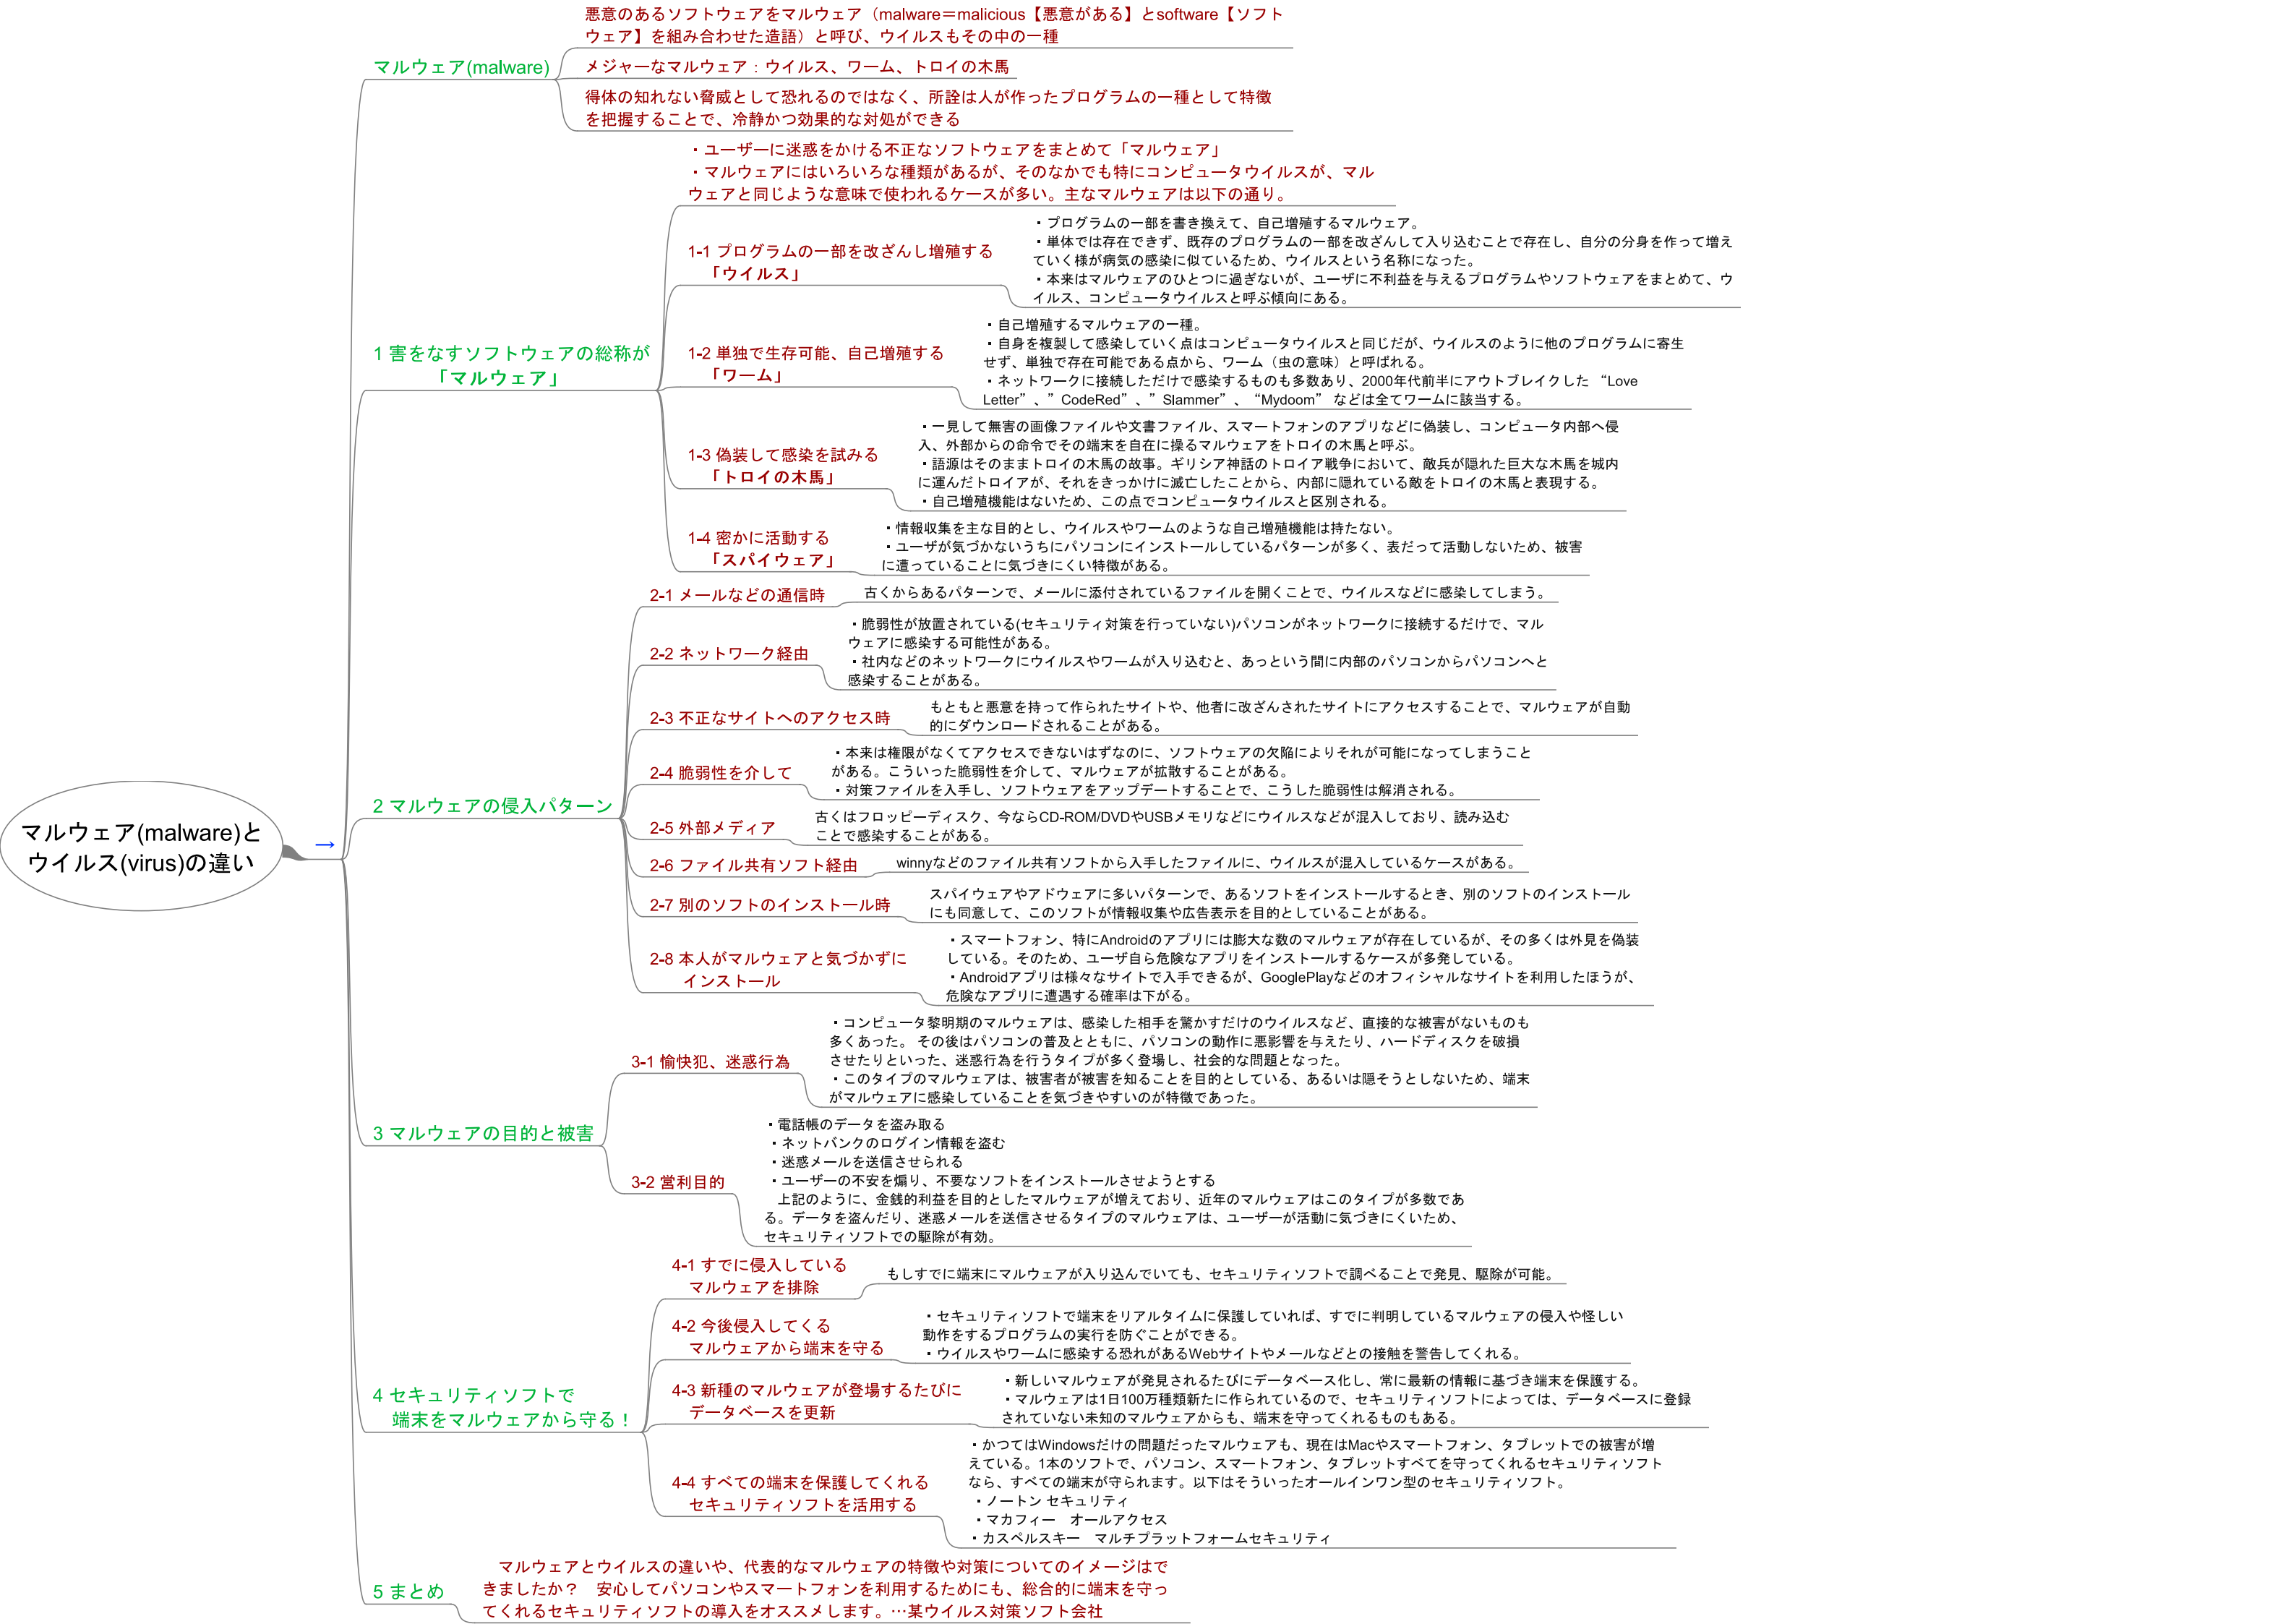 マルウェア(malware)と
ウイルス(virus)の違い
→
マルウェア(malware)
悪意のあるソフトウェアをマルウェア（malware＝malicious【悪意がある】とsoftware【ソフト
ウェア】を組み合わせた造語）と呼び、ウイルスもその中の一種
メジャーなマルウェア：ウイルス、ワーム、トロイの木馬
得体の知れない脅威として恐れるのではなく、所詮は人が作ったプログラムの一種として特徴
を把握することで、冷静かつ効果的な対処ができる
1 害をなすソフトウェアの総称が
「マルウェア」
・ユーザーに迷惑をかける不正なソフトウェアをまとめて「マルウェア」
・マルウェアにはいろいろな種類があるが、そのなかでも特にコンピュータウイルスが、マル
ウェアと同じような意味で使われるケースが多い。主なマルウェアは以下の通り。
1-1 プログラムの一部を改ざんし増殖する
「ウイルス」
・プログラムの一部を書き換えて、自己増殖するマルウェア。
・単体では存在できず、既存のプログラムの一部を改ざんして入り込むことで存在し、自分の分身を作って増え
ていく様が病気の感染に似ているため、ウイルスという名称になった。
・本来はマルウェアのひとつに過ぎないが、ユーザに不利益を与えるプログラムやソフトウェアをまとめて、ウ
イルス、コンピュータウイルスと呼ぶ傾向にある。
1-2 単独で生存可能、自己増殖する
「ワーム」
・自己増殖するマルウェアの一種。
・自身を複製して感染していく点はコンピュータウイルスと同じだが、ウイルスのように他のプログラムに寄生
せず、単独で存在可能である点から、ワーム（虫の意味）と呼ばれる。
・ネットワークに接続しただけで感染するものも多数あり、2000年代前半にアウトブレイクした “Love
Letter”、”CodeRed”、”Slammer”、“Mydoom” などは全てワームに該当する。
1-3 偽装して感染を試みる
「トロイの木馬」
・一見して無害の画像ファイルや文書ファイル、スマートフォンのアプリなどに偽装し、コンピュータ内部へ侵
入、外部からの命令でその端末を自在に操るマルウェアをトロイの木馬と呼ぶ。
・語源はそのままトロイの木馬の故事。ギリシア神話のトロイア戦争において、敵兵が隠れた巨大な木馬を城内
に運んだトロイアが、それをきっかけに滅亡したことから、内部に隠れている敵をトロイの木馬と表現する。
・自己増殖機能はないため、この点でコンピュータウイルスと区別される。
1-4 密かに活動する
「スパイウェア」
・情報収集を主な目的とし、ウイルスやワームのような自己増殖機能は持たない。
・ユーザが気づかないうちにパソコンにインストールしているパターンが多く、表だって活動しないため、被害
に遭っていることに気づきにくい特徴がある。
2 マルウェアの侵入パターン
2-1 メールなどの通信時
古くからあるパターンで、メールに添付されているファイルを開くことで、ウイルスなどに感染してしまう。
2-2 ネットワーク経由
・脆弱性が放置されている(セキュリティ対策を行っていない)パソコンがネットワークに接続するだけで、マル
ウェアに感染する可能性がある。
・社内などのネットワークにウイルスやワームが入り込むと、あっという間に内部のパソコンからパソコンへと
感染することがある。
2-3 不正なサイトへのアクセス時
もともと悪意を持って作られたサイトや、他者に改ざんされたサイトにアクセスすることで、マルウェアが自動
的にダウンロードされることがある。
2-4 脆弱性を介して
・本来は権限がなくてアクセスできないはずなのに、ソフトウェアの欠陥によりそれが可能になってしまうこと
がある。こういった脆弱性を介して、マルウェアが拡散することがある。
・対策ファイルを入手し、ソフトウェアをアップデートすることで、こうした脆弱性は解消される。
2-5 外部メディア
古くはフロッピーディスク、今ならCD-ROM/DVDやUSBメモリなどにウイルスなどが混入しており、読み込む
ことで感染することがある。
2-6 ファイル共有ソフト経由
winnyなどのファイル共有ソフトから入手したファイルに、ウイルスが混入しているケースがある。
2-7 別のソフトのインストール時
スパイウェアやアドウェアに多いパターンで、あるソフトをインストールするとき、別のソフトのインストール
にも同意して、このソフトが情報収集や広告表示を目的としていることがある。
2-8 本人がマルウェアと気づかずに
インストール
・スマートフォン、特にAndroidのアプリには膨大な数のマルウェアが存在しているが、その多くは外見を偽装
している。そのため、ユーザ自ら危険なアプリをインストールするケースが多発している。
・Androidアプリは様々なサイトで入手できるが、GooglePlayなどのオフィシャルなサイトを利用したほうが、
危険なアプリに遭遇する確率は下がる。
3 マルウェアの目的と被害
3-1 愉快犯、迷惑行為
・コンピュータ黎明期のマルウェアは、感染した相手を驚かすだけのウイルスなど、直接的な被害がないものも
多くあった。 その後はパソコンの普及とともに、パソコンの動作に悪影響を与えたり、ハードディスクを破損
させたりといった、迷惑行為を行うタイプが多く登場し、社会的な問題となった。
・このタイプのマルウェアは、被害者が被害を知ることを目的としている、あるいは隠そうとしないため、端末
がマルウェアに感染していることを気づきやすいのが特徴であった。
3-2 営利目的
・電話帳のデータを盗み取る
・ネットバンクのログイン情報を盗む
・迷惑メールを送信させられる
・ユーザーの不安を煽り、不要なソフトをインストールさせようとする
上記のように、金銭的利益を目的としたマルウェアが増えており、近年のマルウェアはこのタイプが多数であ
る。データを盗んだり、迷惑メールを送信させるタイプのマルウェアは、ユーザーが活動に気づきにくいため、
セキュリティソフトでの駆除が有効。
4 セキュリティソフトで
端末をマルウェアから守る！
4-1 すでに侵入している
マルウェアを排除
もしすでに端末にマルウェアが入り込んでいても、セキュリティソフトで調べることで発見、駆除が可能。
4-2 今後侵入してくる
マルウェアから端末を守る
・セキュリティソフトで端末をリアルタイムに保護していれば、すでに判明しているマルウェアの侵入や怪しい
動作をするプログラムの実行を防ぐことができる。
・ウイルスやワームに感染する恐れがあるWebサイトやメールなどとの接触を警告してくれる。
4-3 新種のマルウェアが登場するたびに
データベースを更新
・新しいマルウェアが発見されるたびにデータベース化し、常に最新の情報に基づき端末を保護する。
・マルウェアは1日100万種類新たに作られているので、セキュリティソフトによっては、データベースに登録
されていない未知のマルウェアからも、端末を守ってくれるものもある。
4-4 すべての端末を保護してくれる
セキュリティソフトを活用する
・かつてはWindowsだけの問題だったマルウェアも、現在はMacやスマートフォン、タブレットでの被害が増
えている。1本のソフトで、パソコン、スマートフォン、タブレットすべてを守ってくれるセキュリティソフト
なら、すべての端末が守られます。以下はそういったオールインワン型のセキュリティソフト。
・ノートン セキュリティ
・マカフィー　オールアクセス
・カスペルスキー　マルチプラットフォームセキュリティ
5 まとめ
マルウェアとウイルスの違いや、代表的なマルウェアの特徴や対策についてのイメージはで
きましたか？　安心してパソコンやスマートフォンを利用するためにも、総合的に端末を守っ
てくれるセキュリティソフトの導入をオススメします。…某ウイルス対策ソフト会社